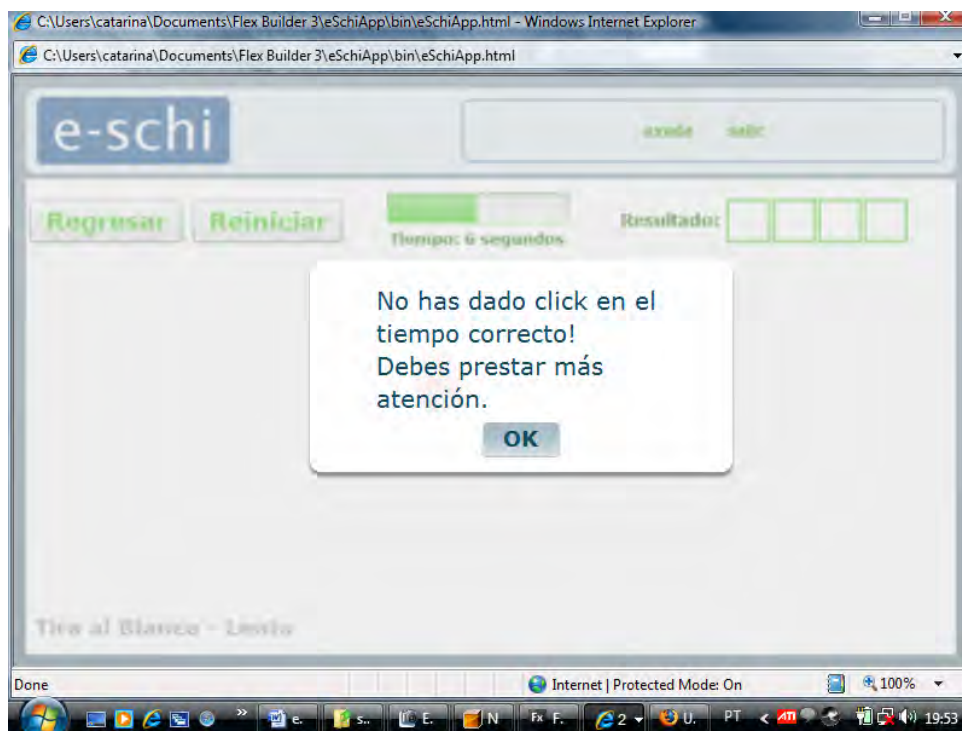 C:\Users\catarina\Documents\Flex Builder 3\eSchiApp\bin\eSchiApp.html - Windows Internet Explorer
C:\Users\catarina\Documents\Flex Builder 3\eSchiApp\bin\eSchiApp.html
e-schi
ayuda salir
Regresar Reiniciar Resultado:
Tiempo: 6 segundos
No has dado click en el
tiempo correcto!
Debes prestar más
atención.
OK
Tira al Blanco - Lento
Done Internet | Protected Mode: On 100%
e. s.. E. N Fx F. 2 U. PT ATI 19:53